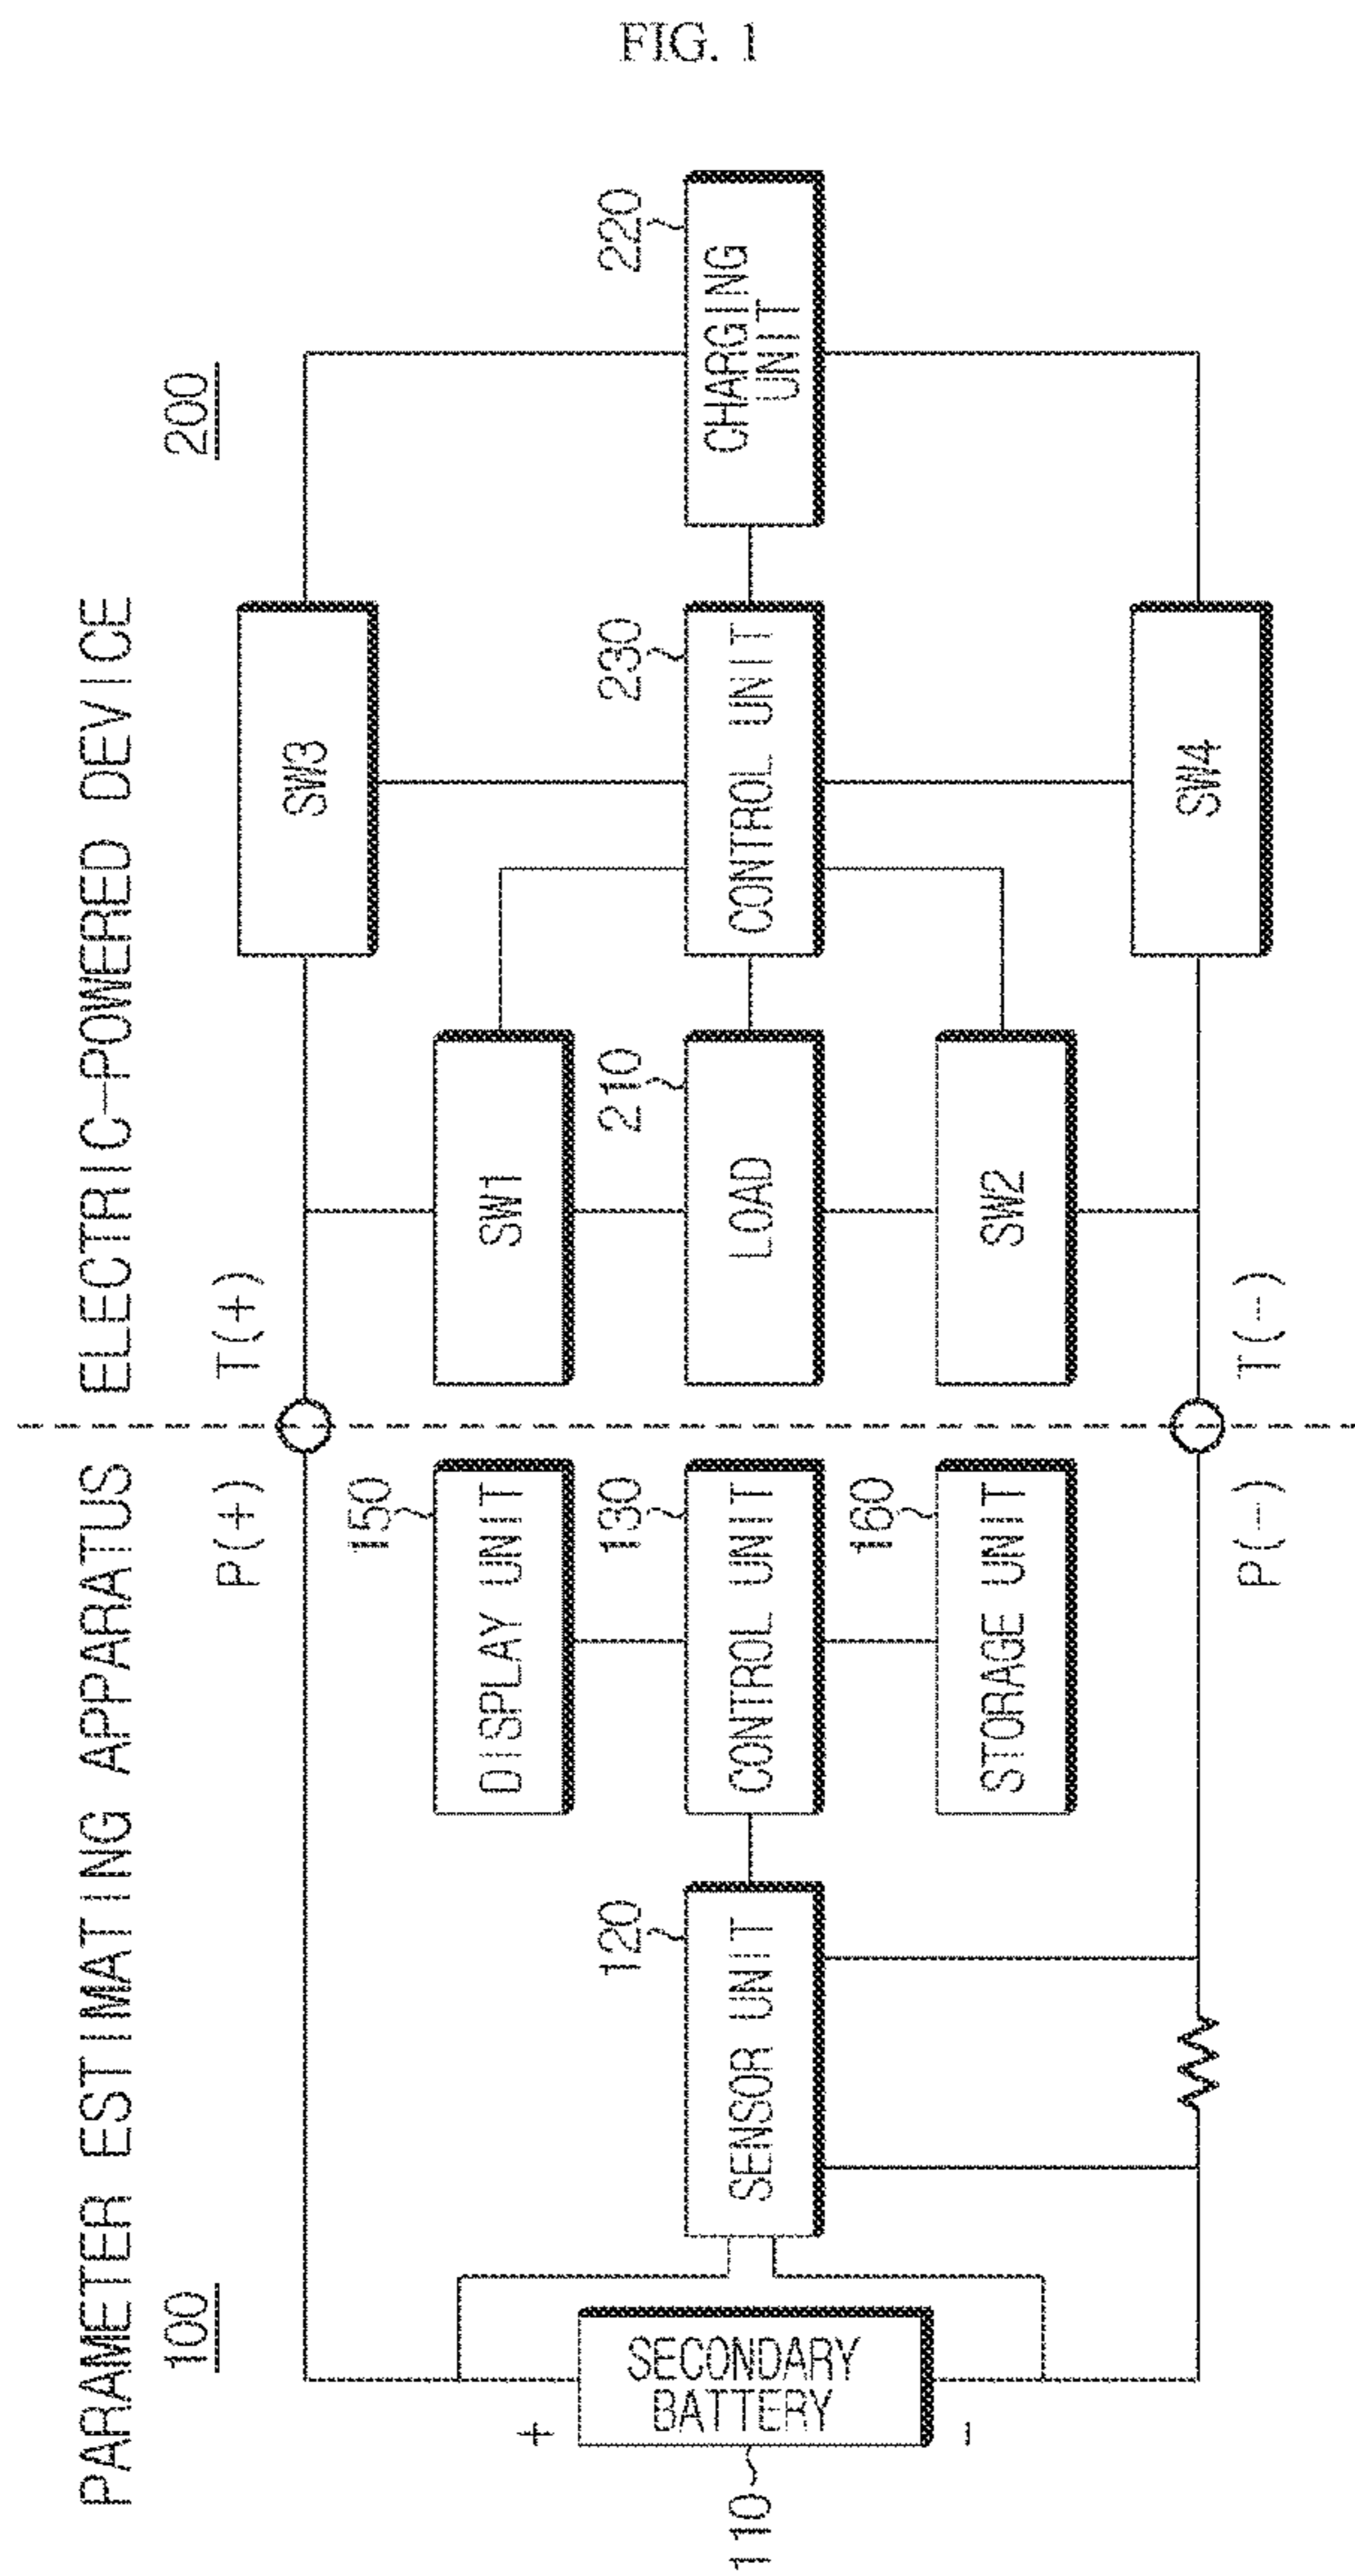 FIG. 1
PARAMETER ESTIMATING APPARATUS
ELECTRIC-POWERED DEVICE
100
200
P(+)
T(+)
SW3
150
DISPLAY UNIT
SW1
110
+
SECONDARY
BATTERY
-
120
SENSOR UNIT
130
CONTROL UNIT
210
LOAD
230
CONTROL UNIT
220
CHARGING
UNIT
160
STORAGE UNIT
SW2
SW4
P(-)
T(-)